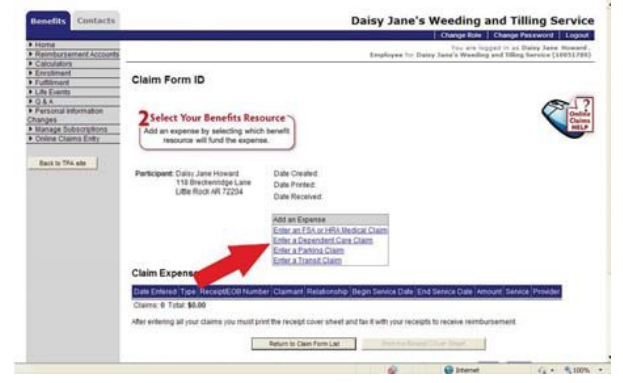 Benefits Contacts
Daisy Jane's Weeding and Tilling Service
Change Role | Change Password | Logout
You are logged in as Daisy Jane Howard.
Employee for Daisy Jane's Weeding and Tilling Service
Home
Reimbursement Accounts
Calculators
Enrollment
Fulfillment
Life Events
Q & A
Personal Information
Changes
Manage Subscriptions
Online Claims Entry
Back to TPA site
Claim Form ID
2 Select Your Benefits Resource
Add an expense by selecting which benefit
resource will fund the expense.
?
Online
Claims
HELP
Participant: Daisy Jane Howard
119 Breckenridge Lane
Little Rock AR 72204
Date Created:
Date Printed:
Date Received:
Add an Expense
Enter an FSA or HRA Medical Claim
Enter a Dependent Care Claim
Enter a Parking Claim
Enter a Transit Claim
Claim Expens
Date Entered Type Receipt/EOB Number Claimant Relationship Begin Service Date End Service Date Amount Service Provider
Claims: 0 Total: $0.00
After entering all your claims you must print the receipt cover sheet and fax it with your receipts to receive reimbursement.
Return to Claim Form List
Print the Receipt Cover Sheet
Internet
100%